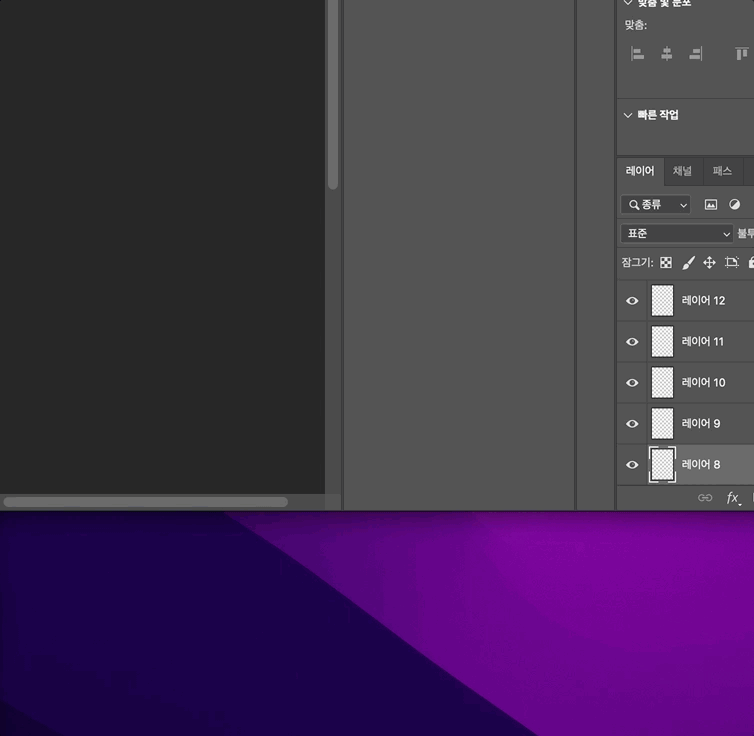 맞춤 및 분포
맞춤:
빠른 작업
레이어 채널 패스
종류
표준 불투
잠그기:
레이어 12
레이어 11
레이어 10
레이어 9
레이어 8
fx